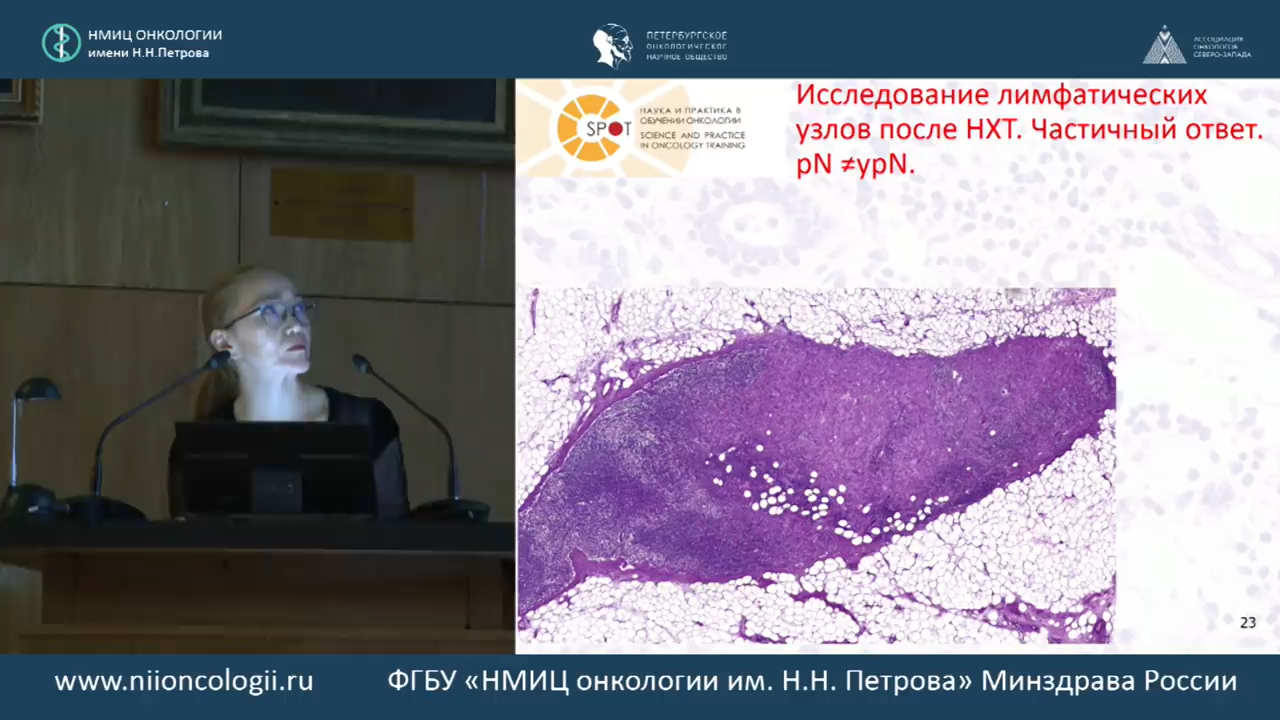 НМИЦ ОНКОЛОГИИ
имени Н.Н.Петрова
ПЕТЕРБУРГСКОЕ
ОНКОЛОГИЧЕСКОЕ
НАУЧНОЕ ОБЩЕСТВО
АССОЦИАЦИЯ
ОНКОЛОГОВ
СЕВЕРО-ЗАПАДА
SPOT
НАУКА И ПРАКТИКА В
ОБУЧЕНИИ ОНКОЛОГИИ
SCIENCE AND PRACTICE
IN ONCOLOGY TRAINING
Исследование лимфатических
узлов после НХТ. Частичный ответ.
pN ≠ypN.
23
www.niioncologii.ru
ФГБУ «НМИЦ онкологии им. Н.Н. Петрова» Минздрава России